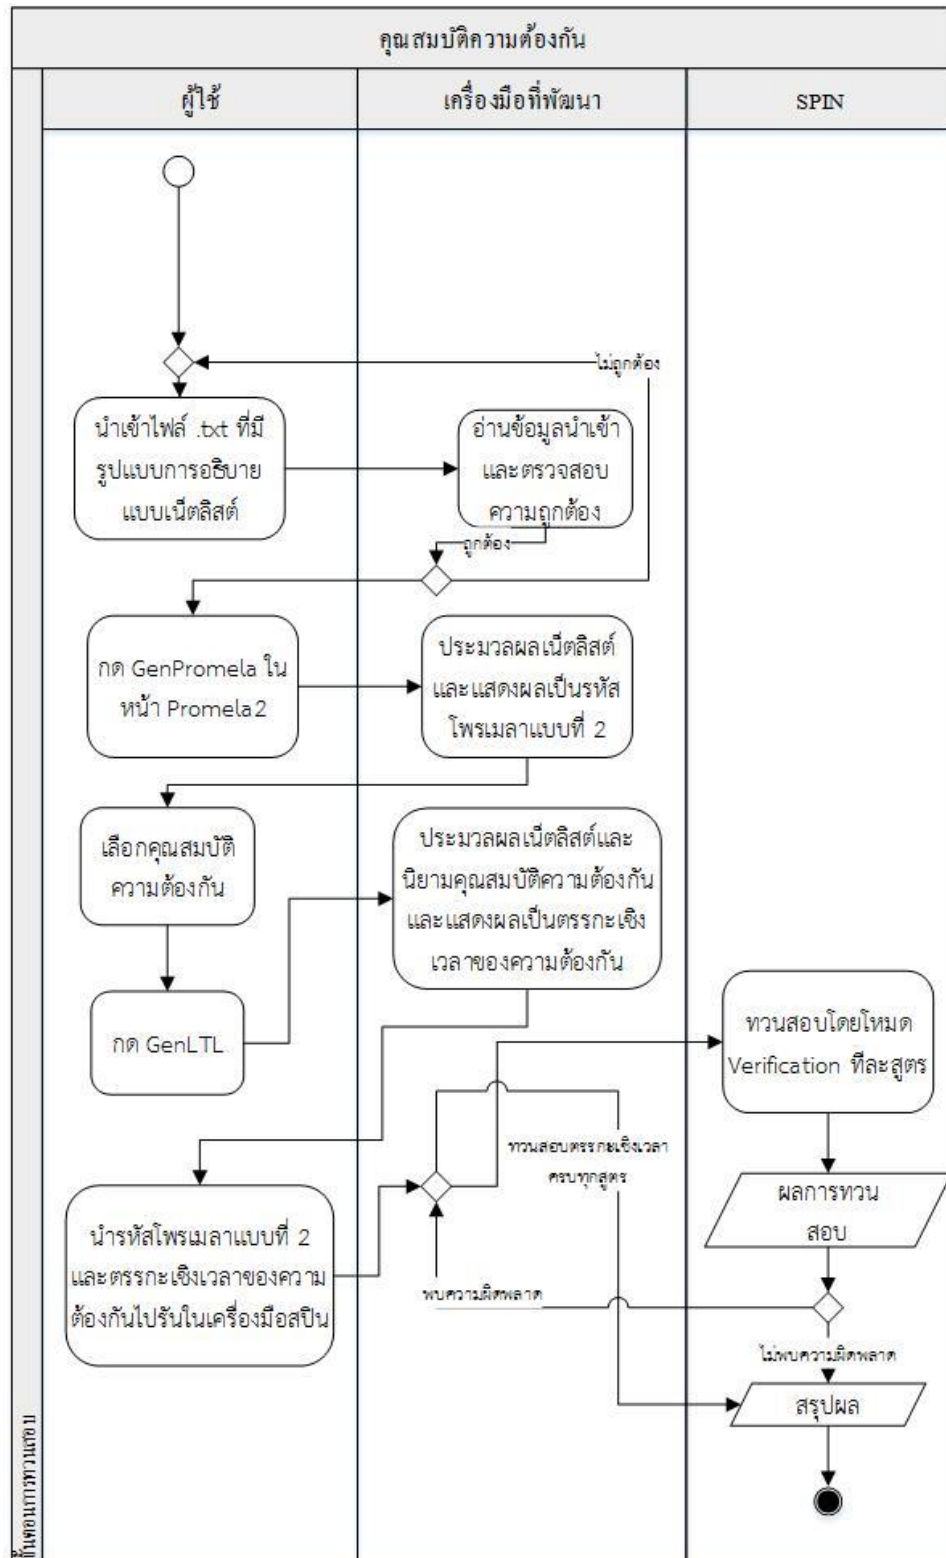 คุณสมบัติความต้องกัน
ผู้ใช้
เครื่องมือที่พัฒนา
SPIN
ไม่ถูกต้อง
นำเข้าไฟล์ .txt ที่มี
รูปแบบการอธิบาย
แบบเน็ตลิสต์
อ่านข้อมูลนำเข้า
และตรวจสอบ
ความถูกต้อง
ถูกต้อง
กด GenPromela ใน
หน้า Promela2
ประมวลผลเน็ตลิสต์
และแสดงผลเป็นรหัส
โพรเมลาแบบที่ 2
เลือกคุณสมบัติ
ความต้องกัน
ประมวลผลเน็ตลิสต์และ
นิยามคุณสมบัติความต้องกัน
และแสดงผลเป็นตรรกะเชิง
เวลาของความต้องกัน
กด GenLTL
ทวนสอบโดยโหมด
Verification ทีละสูตร
ทวนสอบตรรกะเชิงเวลา
ครบทุกสูตร
ผลการทวน
สอบ
นำรหัสโพรเมลาแบบที่ 2
และตรรกะเชิงเวลาของความ
ต้องกันไปรันในเครื่องมือสปิน
พบความผิดพลาด
ไม่พบความผิดพลาด
สรุปผล
ขั้นตอนการทวนสอบ